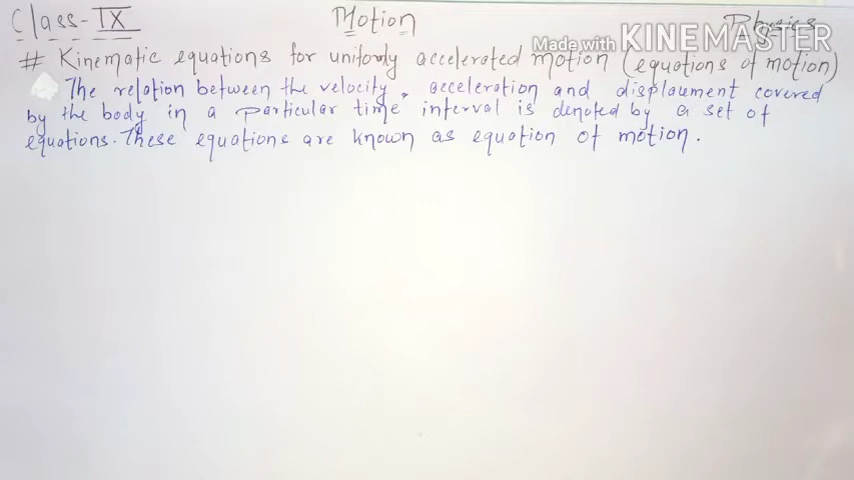 Class-IX Motion Physics
Made with KINEMASTER
# Kinematic equations for uniformly accelerated motion (equations of motion)
The relation between the velocity, acceleration and displacement covered
by the body in a particular time interval is denoted by a set of
equations. These equations are known as equation of motion.